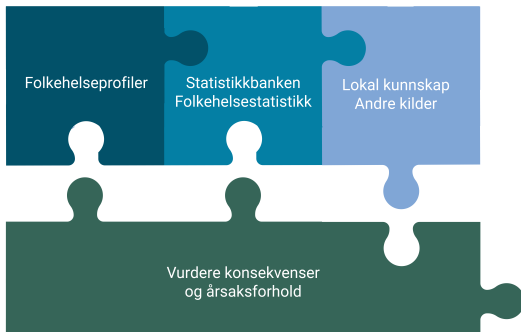 Folkehelseprofiler
Statistikkbanken
Folkehelsestatistikk
Lokal kunnskap
Andre kilder
Vurdere konsekvenser
og årsaksforhold